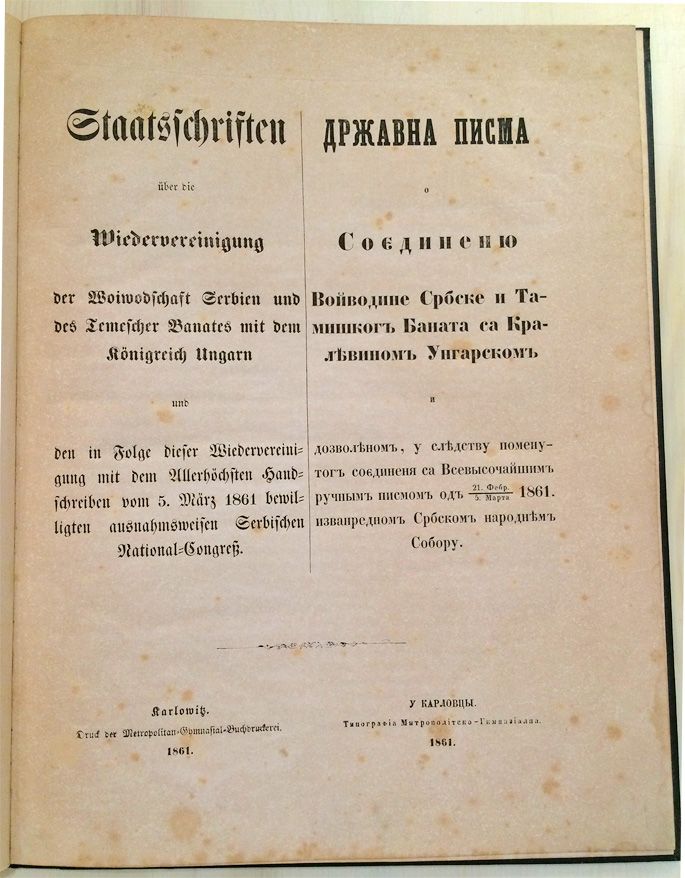 Staatsschriften
über die
Wiedervereinigung
der Woiwodschaft Serbien und
des Temescher Banates mit dem
Königreich Ungarn
und
den in Folge dieser Wiedervereini-
gung mit dem Allerhöchsten Hand-
schreiben vom 5. März 1861 bewil-
ligten ausnahmsweisen Serbischen
National-Congreß.
Karlowitz.
Druck der Metropolitan-Gymnasial-Buchdruckerei.
1861.
ДРЖАВНА ПИСМА
о
Соєдиненю
Войводине Србске и Та-
мишкогъ Баната са Кра-
лѣвиномъ Унгарскомъ
и
дозволѣномъ, у слѣдству помену-
тогъ соєдиненя са Всевысочайшимъ
ручнымъ писмомъ одъ 21. Фебр. / 5. Марта 1861.
изванредномъ Србскомъ народнѣмъ
Собору.
У КАРЛОВЦЫ.
Типографіа Митрополітско-Гимназіална.
1861.